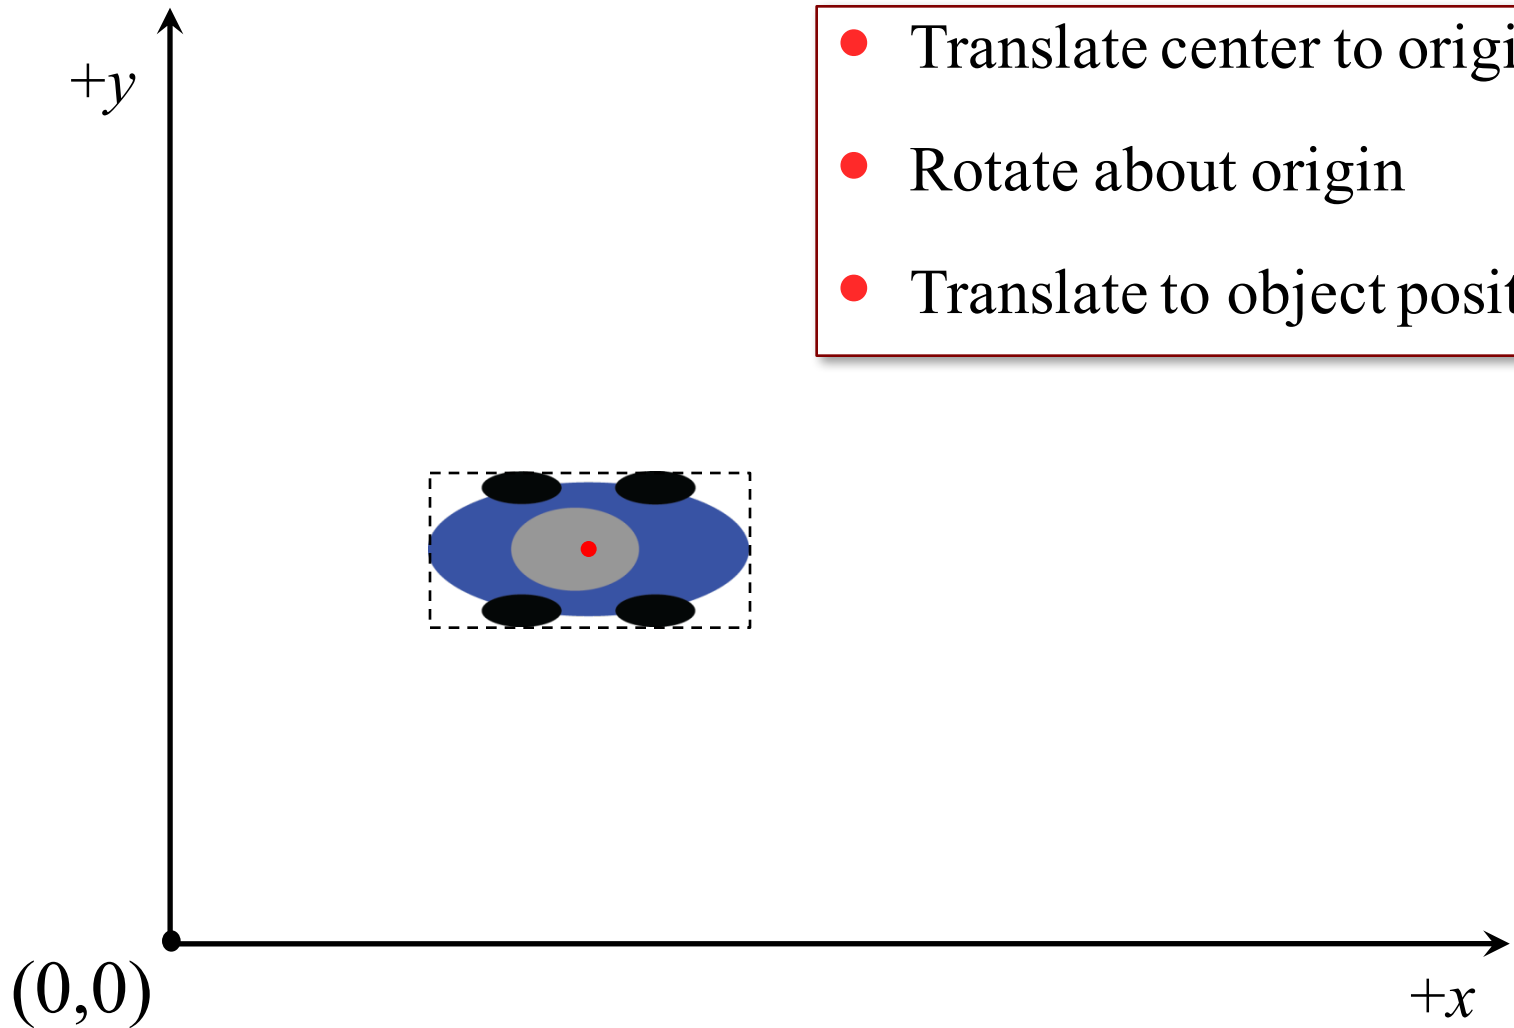 +y
• Translate center to origi
• Rotate about origin
• Translate to object posit
(0,0)
+x